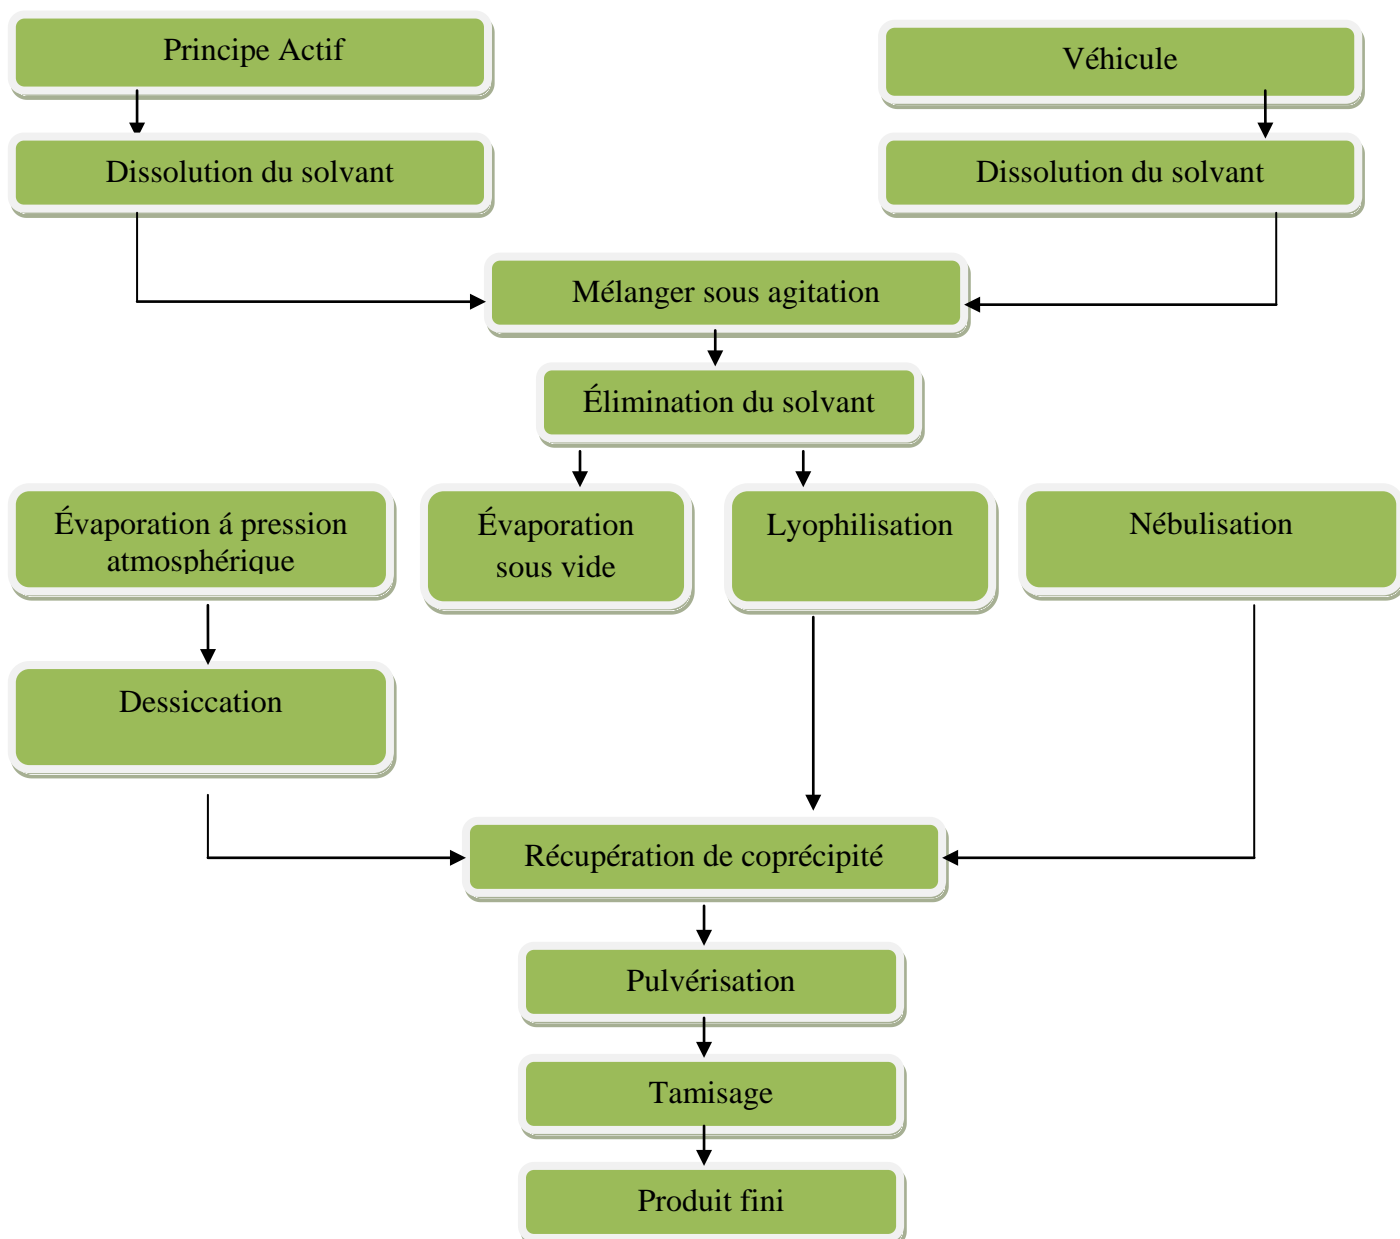 Principe Actif
Véhicule
Dissolution du solvant
Dissolution du solvant
Mélanger sous agitation
Élimination du solvant
Évaporation á pression
atmosphérique
Évaporation
sous vide
Lyophilisation
Nébulisation
Dessiccation
Récupération de coprécipité
Pulvérisation
Tamisage
Produit fini